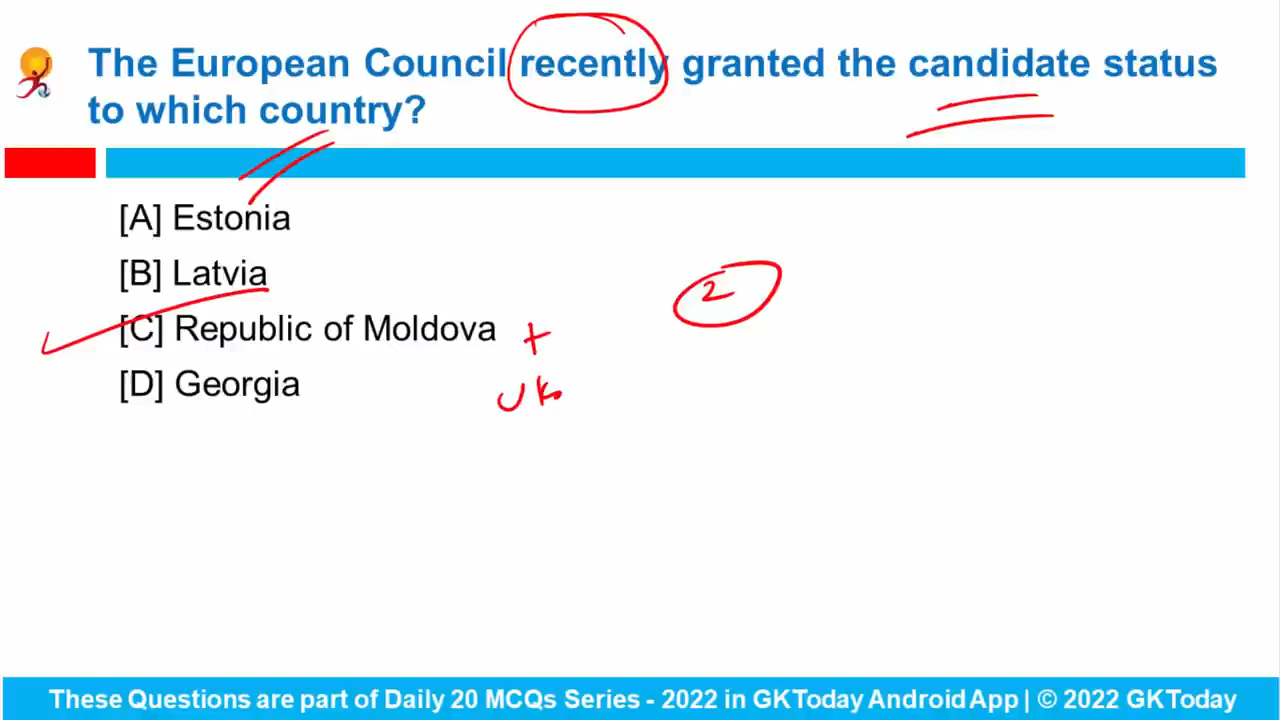 The European Council recently granted the candidate status
to which country?
[A] Estonia
[B] Latvia
[C] Republic of Moldova +
[D] Georgia
Uk
2
These Questions are part of Daily 20 MCQs Series - 2022 in GKToday Android App | © 2022 GKToday